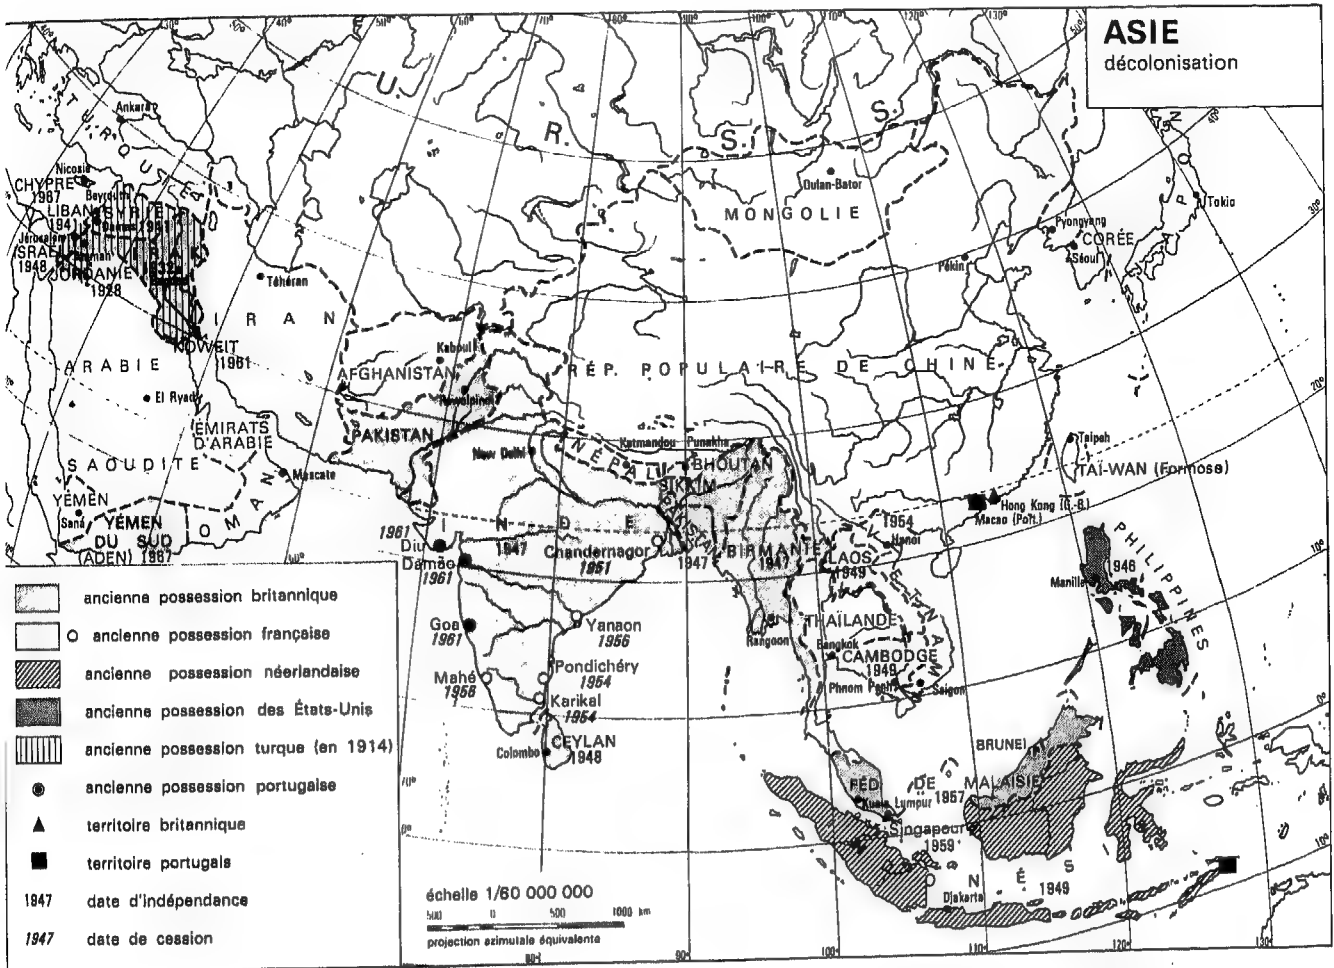 ASIE
décolonisation
U. R. S. S.
TURQUIE
Ankara
Nicosie
CHYPRE
1967
Beyrouth
LIBAN
1941
SYRIE
Damas
1951
Jérusalem
ISRAEL
1948
Amman
JORDANIE
1928
Téhéran
IRAN
KOWEIT
1961
ARABIE
SAOUDITE
El Ryad
ÉMIRATS
D'ARABIE
OMAN
Mascate
YÉMEN
Sana
YÉMEN
DU SUD
(ADEN) 1967
Kaboul
AFGHANISTAN
Rawalpindi
PAKISTAN
New Delhi
NÉPAL
Katmandou
Punakha
BHOUTAN
SIKKIM
INDE
1947
1961
Diu
Damão
1961
Chandernagor
1951
1947
BIRMANIE
1947
Rangoon
Goa
1961
Yanaon
1956
Mahé
1958
Pondichéry
1954
Karikal
1954
Colombo
CEYLAN
1948
MONGOLIE
Oulan-Bator
RÉP. POPULAIRE DE CHINE
Pékin
Pyongyang
CORÉE
Séoul
JAPON
Tokio
Taipeh
TAÏ-WAN (Formose)
Hong Kong (G.-B.)
Macao (Port.)
1954
Hanoi
LAOS
1949
VIETNAM
THAÏLANDE
Bangkok
CAMBODGE
1949
Phnom Penh
Saigon
PHILIPPINES
1946
Manille
BRUNEI
FÉD. DE MALAISIE
1957
Kuala Lumpur
Singapour
1959
1949
Djakarta
ancienne possession britannique
ancienne possession française
ancienne possession néerlandaise
ancienne possession des États-Unis
ancienne possession turque (en 1914)
ancienne possession portugaise
territoire britannique
territoire portugais
1947 date d'indépendance
1947 date de cession
échelle 1/60 000 000
500 0 500 1000 km
projection azimutale équivalente